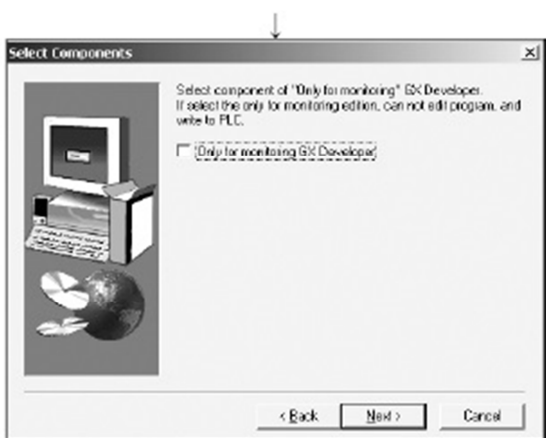 Select Components
Select component of "Only for monitoring" GX Developer.
If select the only for monitoring edition, can not edit program, and
write to PLC.
Only for monitoring GX Developer
< Back
Next >
Cancel